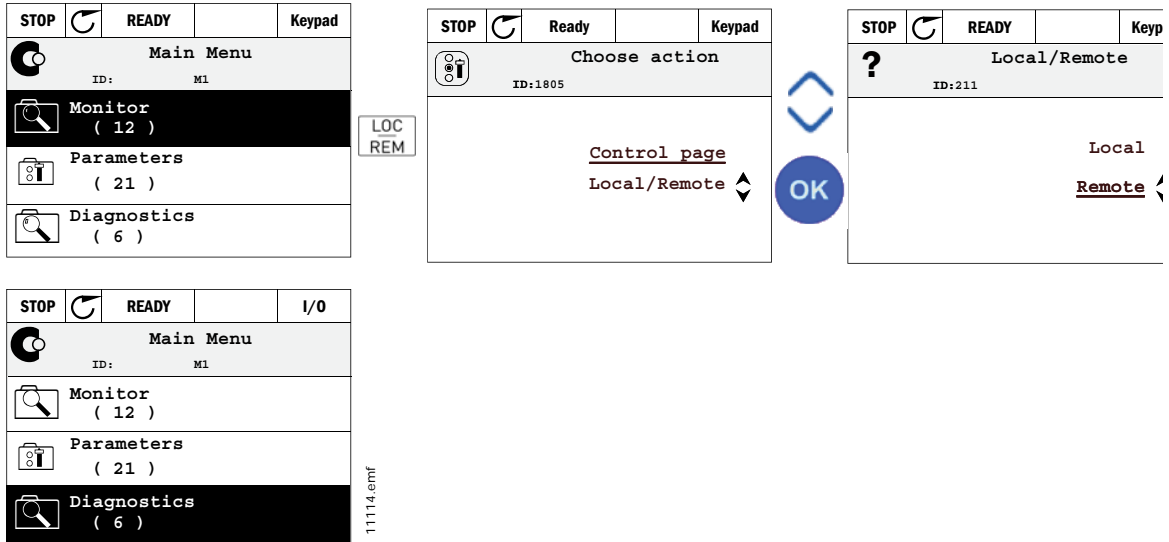 STOP READY Keypad
Main Menu
ID: M1
Monitor
( 12 )
Parameters
( 21 )
Diagnostics
( 6 )
LOC
REM
STOP Ready Keypad
Choose action
ID:1805
Control page
Local/Remote
OK
STOP READY Keyp
? Local/Remote
ID:211
Local
Remote
STOP READY I/O
Main Menu
ID: M1
Monitor
( 12 )
Parameters
( 21 )
Diagnostics
( 6 )
11114.emf